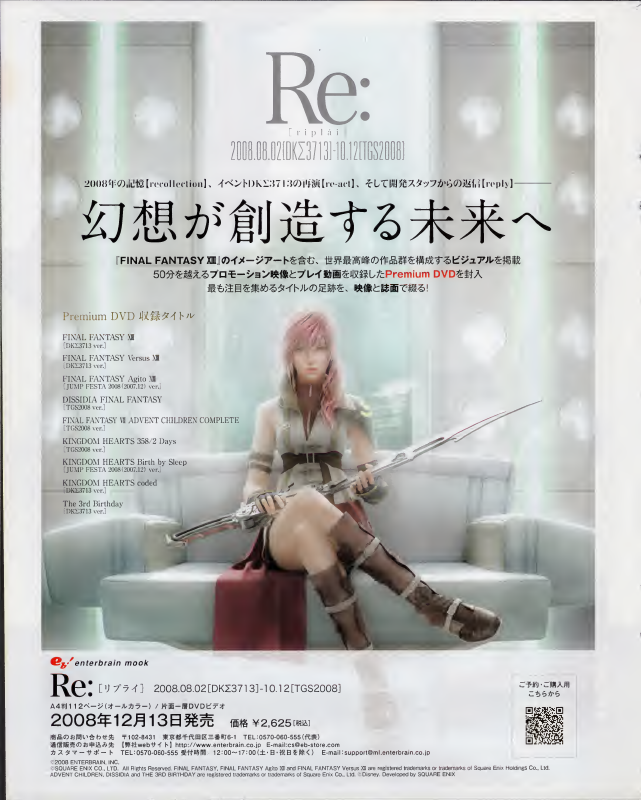 Re:
[riplai]
2008.08.02[DKΣ3713]-10.12[TGS2008]
2008年の記憶【recollection】、イベントDKΣ3713の再演【re-act】、そして開発スタッフからの返信【reply】———
幻想が創造する未来へ
『FINAL FANTASY XIII』のイメージアートを含む、世界最高峰の作品群を構成するビジュアルを掲載
50分を越えるプロモーション映像とプレイ動画を収録したPremium DVDを封入
最も注目を集めるタイトルの足跡を、映像と誌面で綴る!
Premium DVD 収録タイトル
FINAL FANTASY XIII
[DKΣ3713 ver.]
FINAL FANTASY Versus XIII
[DKΣ3713 ver.]
FINAL FANTASY Agito XIII
[JUMP FESTA 2008(2007.12) ver.]
DISSIDIA FINAL FANTASY
[TGS2008 ver.]
FINAL FANTASY VII ADVENT CHILDREN COMPLETE
[TGS2008 ver.]
KINGDOM HEARTS 358/2 Days
[TGS2008 ver.]
KINGDOM HEARTS Birth by Sleep
[JUMP FESTA 2008(2007.12) ver.]
KINGDOM HEARTS coded
[DKΣ3713 ver.]
The 3rd Birthday
[DKΣ3713 ver.]
eb! enterbrain mook
Re:[リプライ] 2008.08.02[DKΣ3713]-10.12[TGS2008]
A4判112ページ(オールカラー) / 片面一層DVDビデオ
2008年12月13日発売 価格 ¥2,625[税込]
ご予約・ご購入用
こちらから
商品のお問い合わせ先 〒102-8431 東京都千代田区三番町6-1 TEL:0570-060-555(代表)
通信販売のお申込み先 【弊社webサイト】http://www.enterbrain.co.jp E-mail:cs@eb-store.com
カスタマーサポート TEL:0570-060-555 受付時間 12:00〜17:00(土・日・祝日を除く) E-mail:support@ml.enterbrain.co.jp
©2008 ENTERBRAIN, INC.
©SQUARE ENIX CO., LTD. All Rights Reserved. FINAL FANTASY, FINAL FANTASY Agito XIII and FINAL FANTASY Versus XIII are registered trademarks or trademarks of Square Enix Holdings Co., Ltd.
ADVENT CHILDREN, DISSIDIA and THE 3RD BIRTHDAY are registered trademarks or trademarks of Square Enix Co., Ltd. ©Disney. Developed by SQUARE ENIX